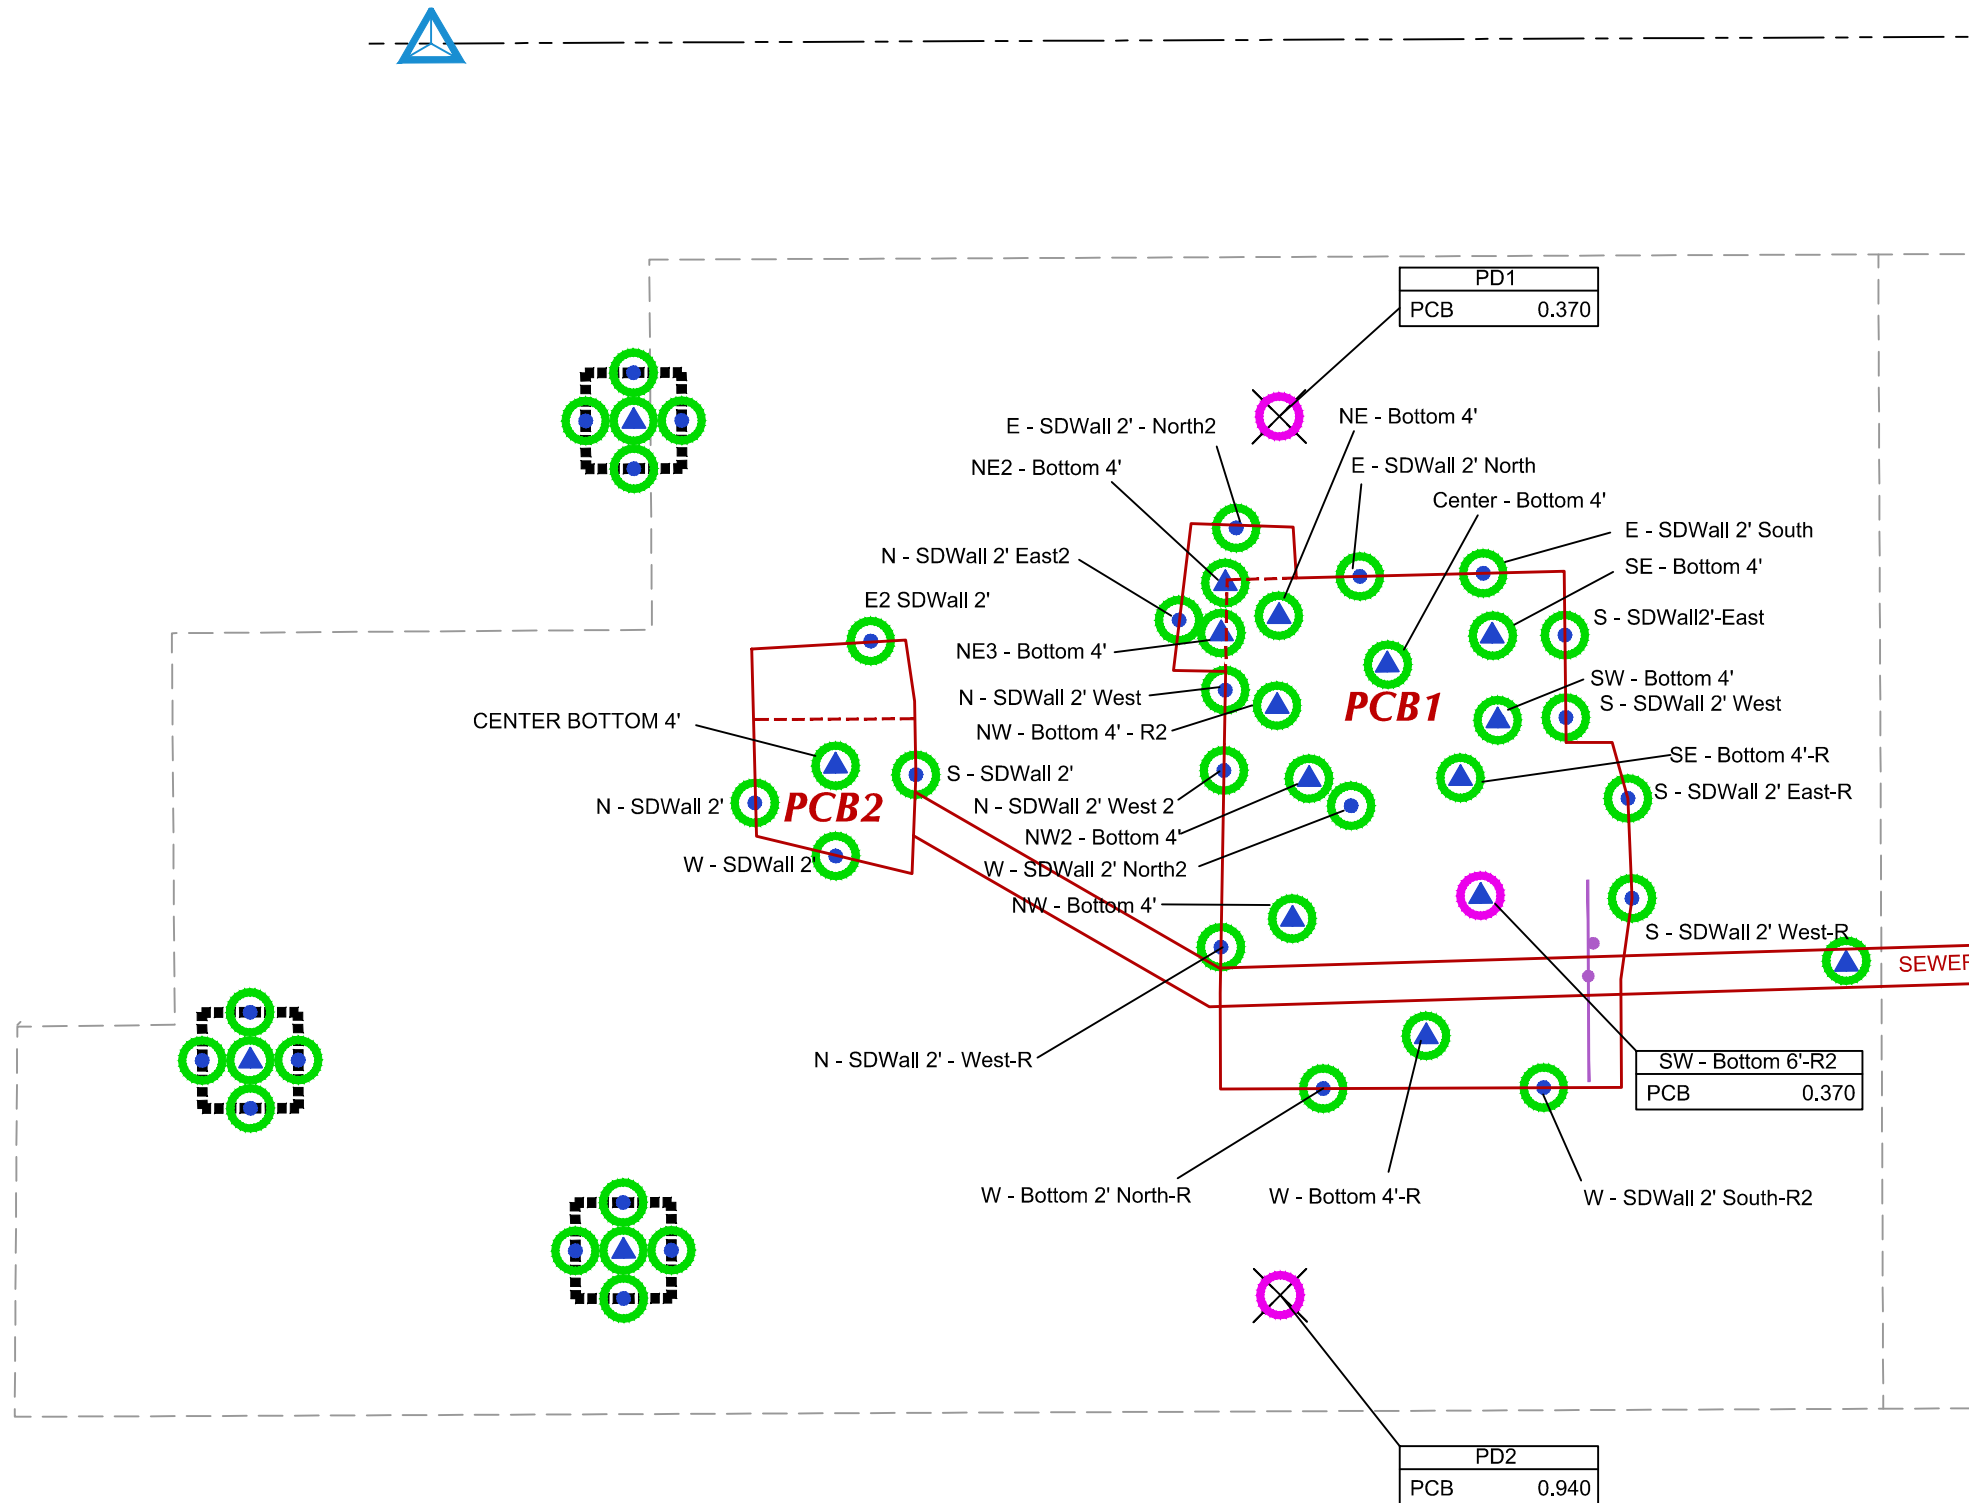 PD1
PCB 0.370
NE - Bottom 4'
E - SDWall 2' - North2
NE2 - Bottom 4'
E - SDWall 2' North
Center - Bottom 4'
E - SDWall 2' South
N - SDWall 2' East2
SE - Bottom 4'
E2 SDWall 2'
S - SDWall2'-East
NE3 - Bottom 4'
SW - Bottom 4'
N - SDWall 2' West
S - SDWall 2' West
PCB1
CENTER BOTTOM 4'
NW - Bottom 4' - R2
SE - Bottom 4'-R
S - SDWall 2'
S - SDWall 2' East-R
N - SDWall 2'
PCB2
N - SDWall 2' West 2
NW2 - Bottom 4'
W - SDWall 2'
W - SDWall 2' North2
NW - Bottom 4'
S - SDWall 2' West-R
SEWER
N - SDWall 2' - West-R
SW - Bottom 6'-R2
PCB 0.370
W - Bottom 2' North-R
W - Bottom 4'-R
W - SDWall 2' South-R2
PD2
PCB 0.940